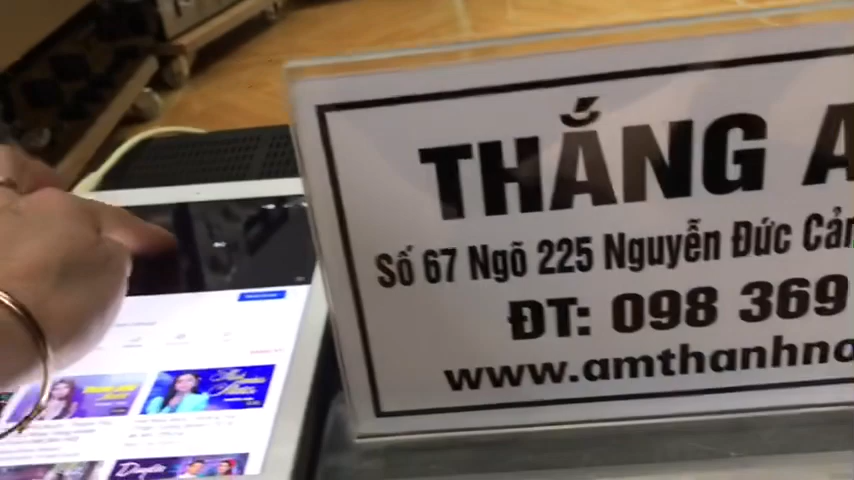 THẮNG A
Số 67 Ngõ 225 Nguyễn Đức Cản
ĐT: 098 369
www.amthanhno